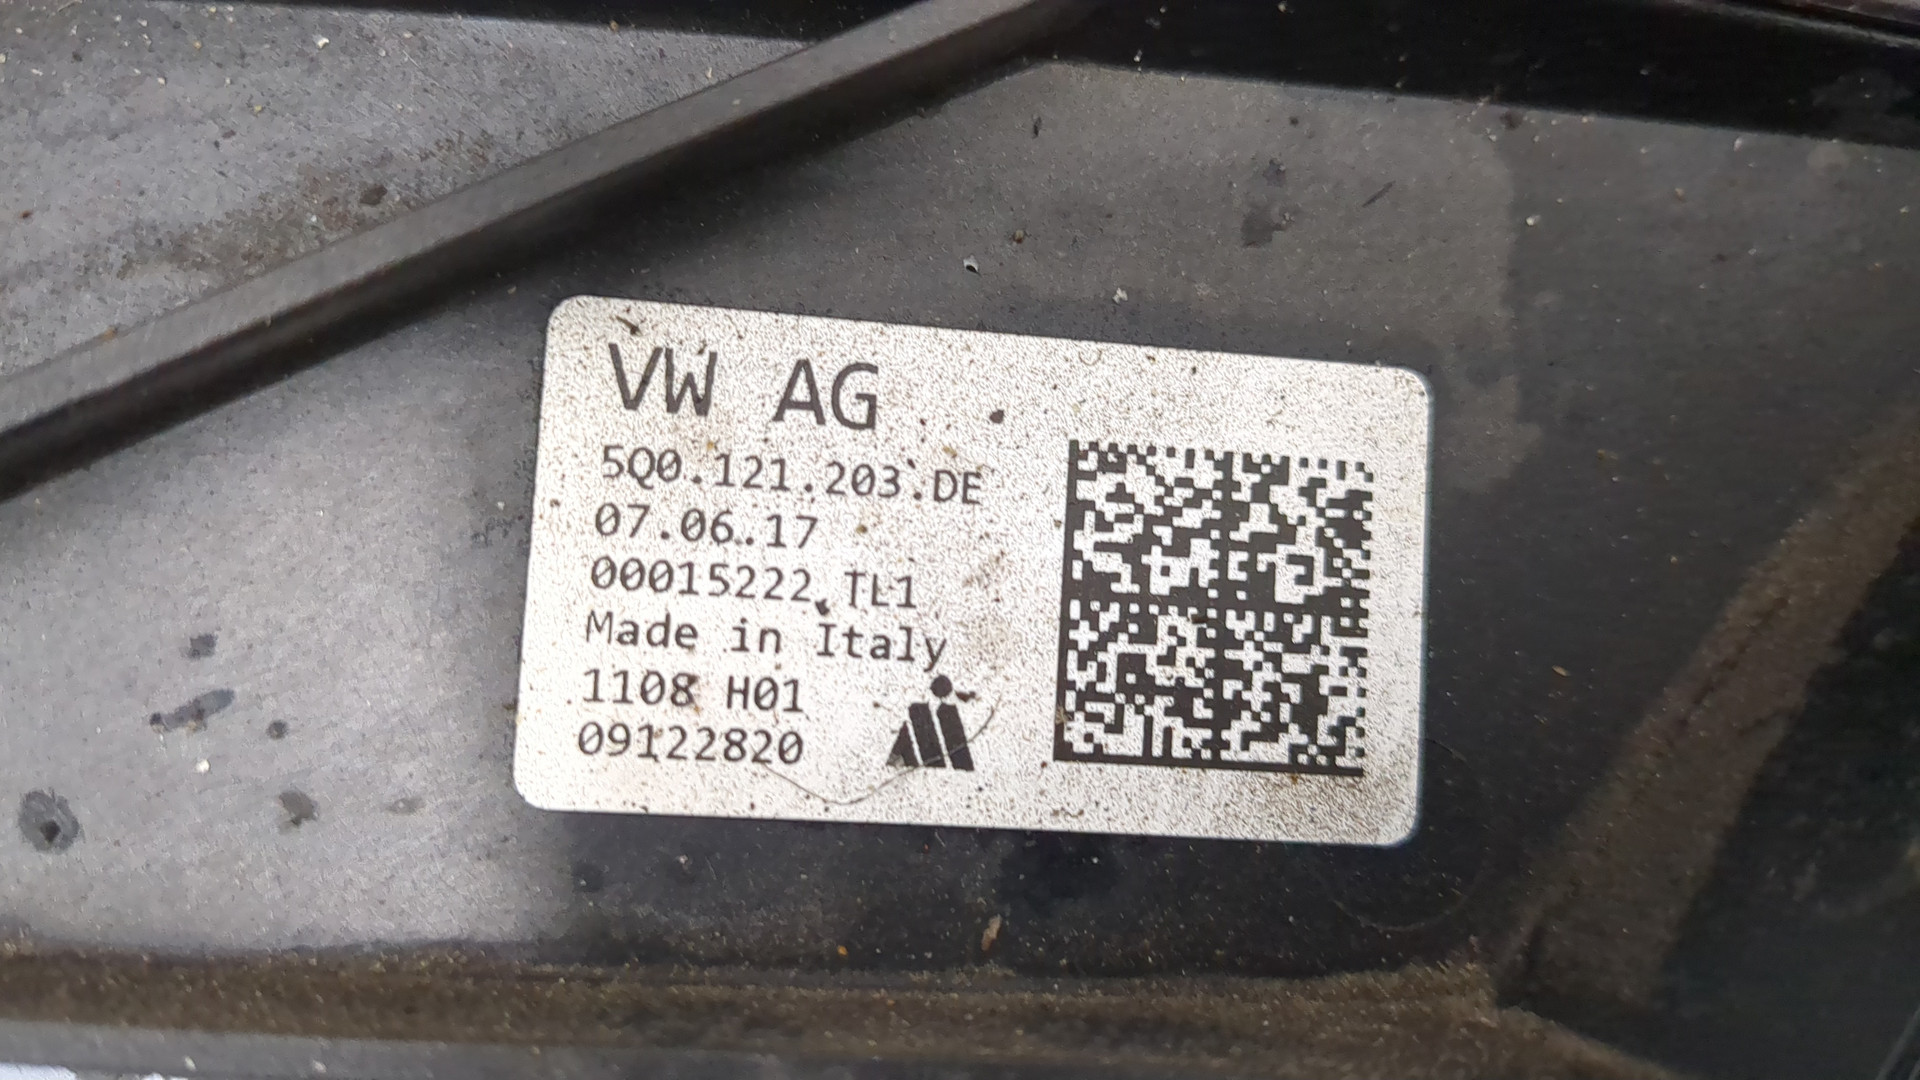 VW AG
5Q0.121.203.DE
07.06.17
00015222 TL1
Made in Italy
1108 H01
09122820